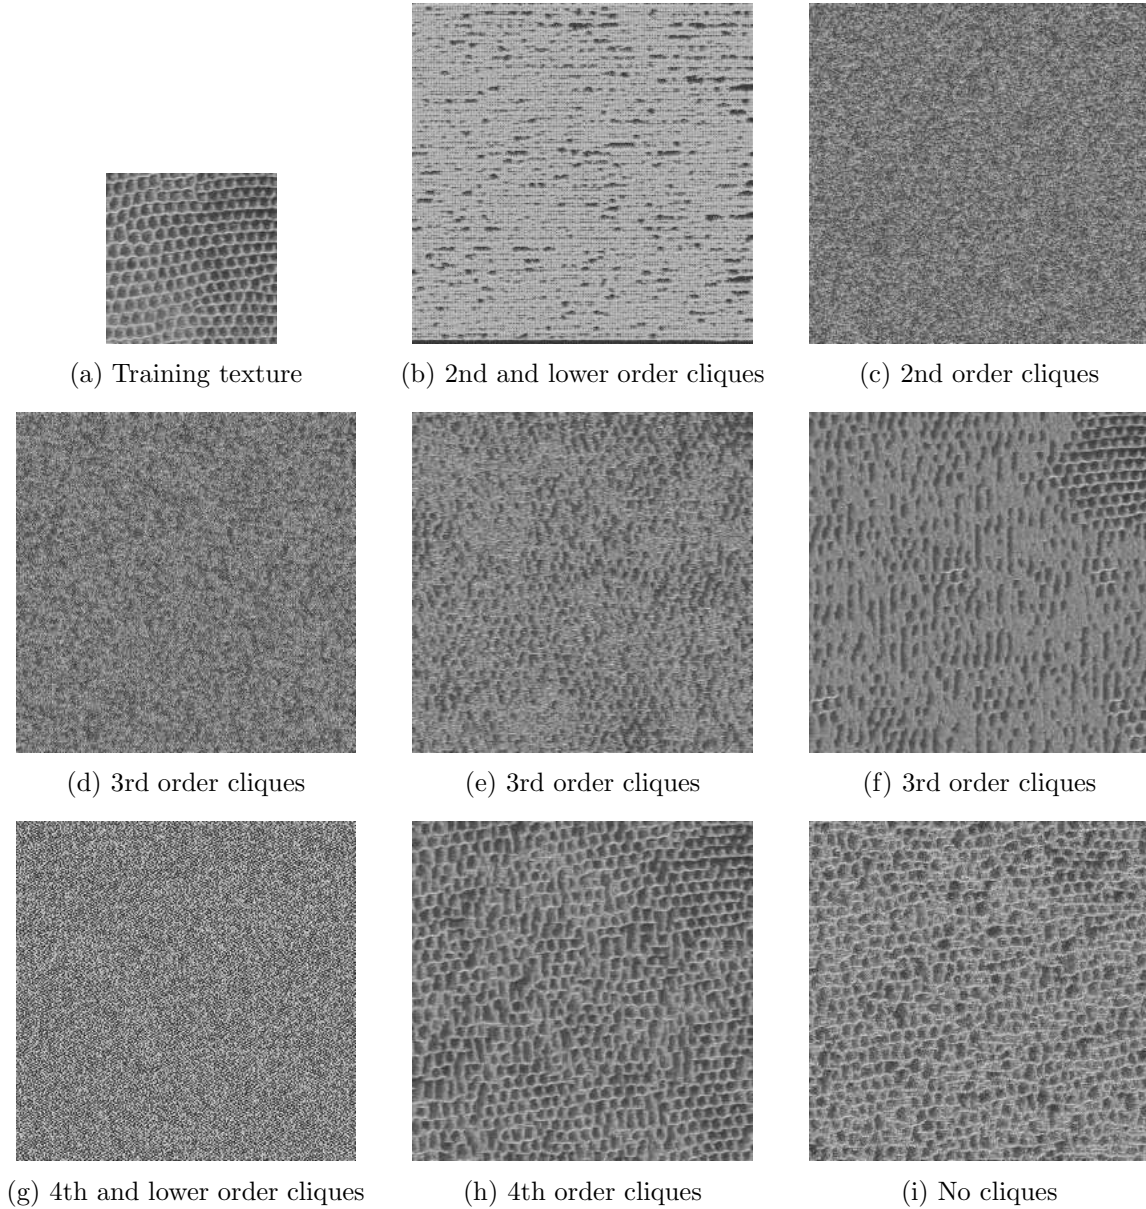 (a) Training texture
(b) 2nd and lower order cliques
(c) 2nd order cliques
(d) 3rd order cliques
(e) 3rd order cliques
(f) 3rd order cliques
(g) 4th and lower order cliques
(h) 4th order cliques
(i) No cliques